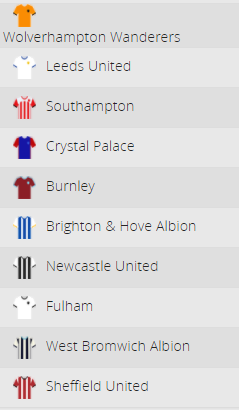 Wolverhampton Wanderers
Leeds United
Southampton
Crystal Palace
Burnley
Brighton & Hove Albion
Newcastle United
Fulham
West Bromwich Albion
Sheffield United